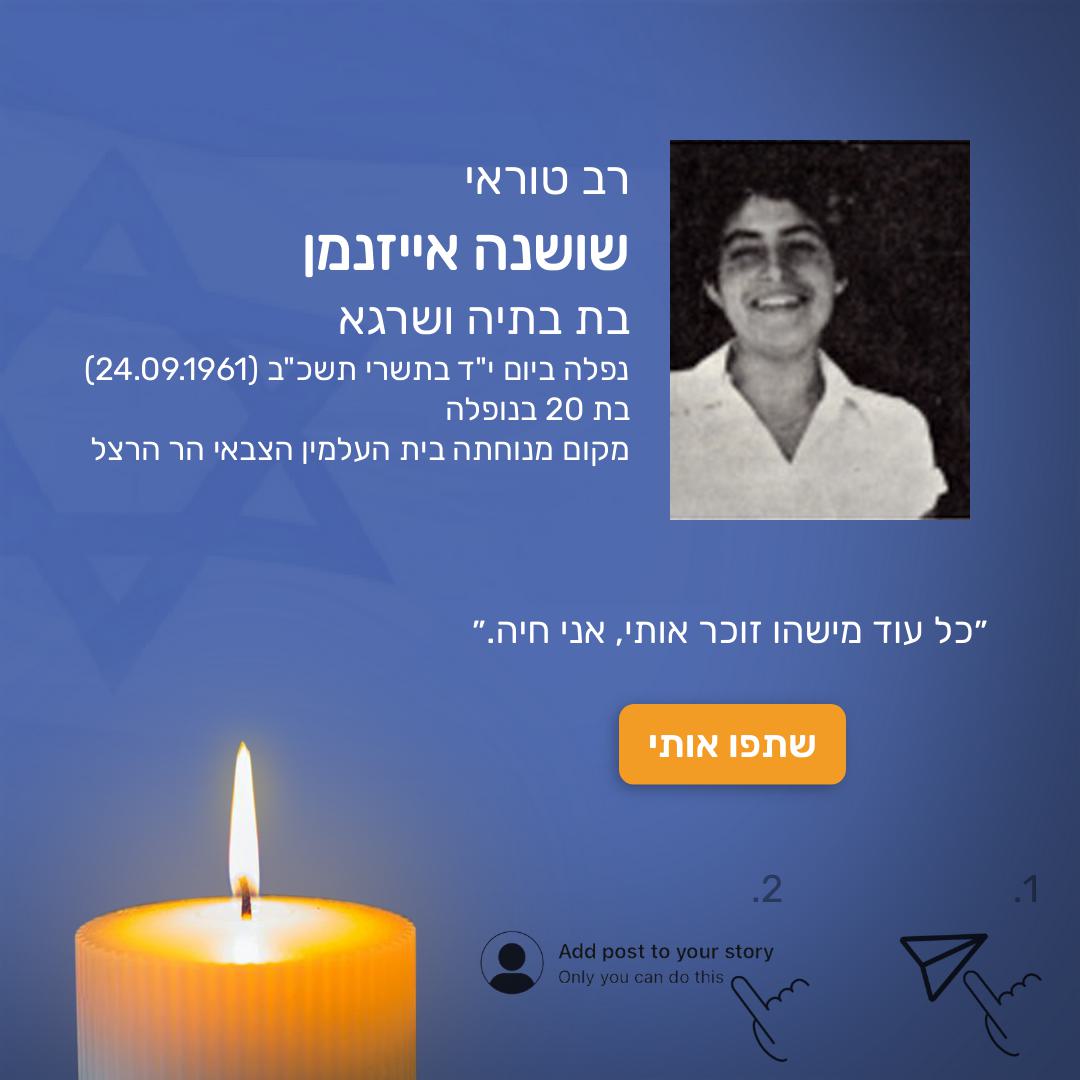 רב טוראי
שושנה אייזנמן
בת בתיה ושרגא
נפלה ביום י"ד בתשרי תשכ"ב (24.09.1961)
בת 20 בנופלה
מקום מנוחתה בית העלמין הצבאי הר הרצל
״כל עוד מישהו זוכר אותי, אני חיה.״
שתפו אותי
1.
2.
Add post to your story
Only you can do this